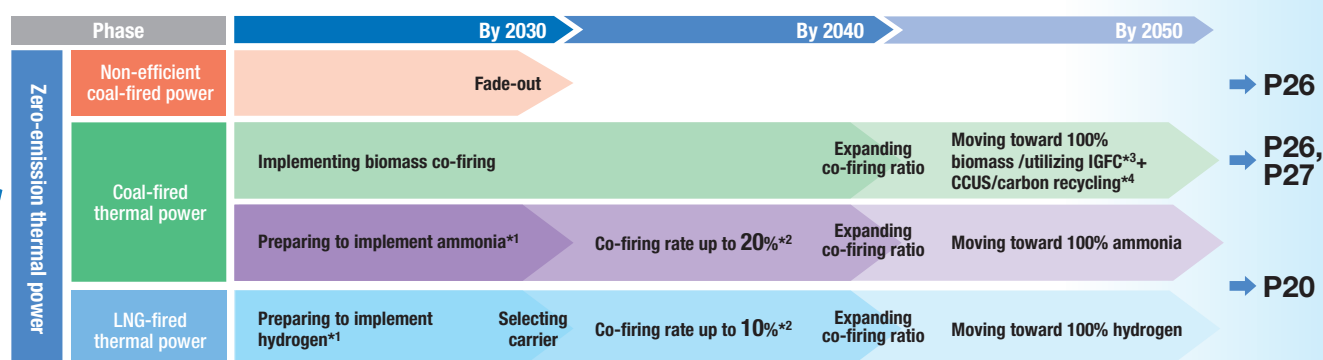 Phase
By 2030
By 2040
By 2050
Zero-emission thermal power
Non-efficient
coal-fired power
Fade-out
P26
Coal-fired
thermal power
Implementing biomass co-firing
Expanding
co-firing ratio
Moving toward 100%
biomass /utilizing IGFC*3+
CCUS/carbon recycling*4
P26,
P27
Preparing to implement ammonia*1
Co-firing rate up to 20%*2
Expanding
co-firing ratio
Moving toward 100% ammonia
P20
LNG-fired
thermal power
Preparing to implement
hydrogen*1
Selecting
carrier
Co-firing rate up to 10%*2
Expanding
co-firing ratio
Moving toward 100% hydrogen